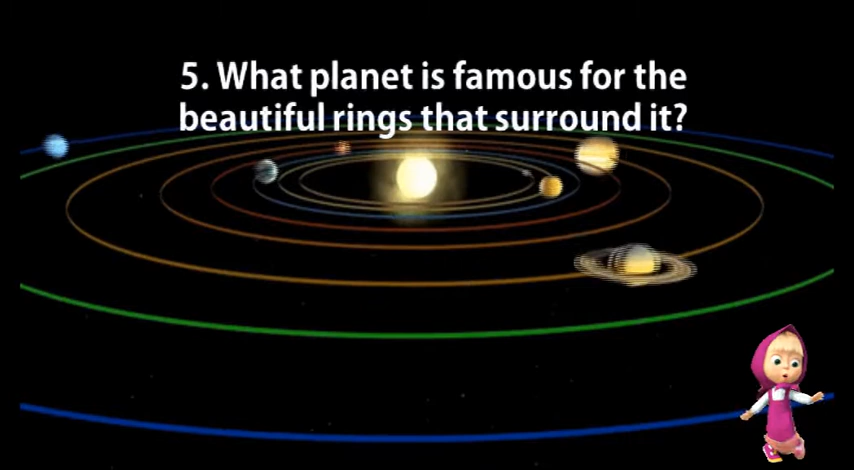 5. What planet is famous for the
beautiful rings that surround it?